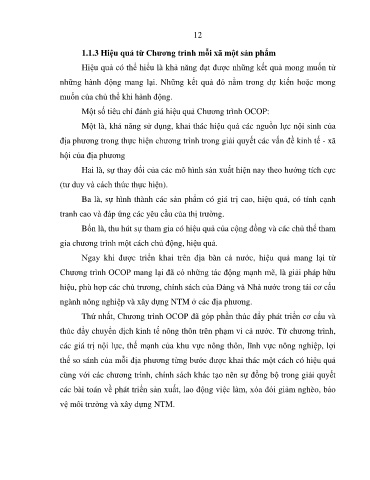 12
1.1.3 Hiệu quả từ Chương trình mỗi xã một sản phẩm
Hiệu quả có thể hiểu là khả năng đạt được những kết quả mong muốn từ
những hành động mang lại. Những kết quả đó nằm trong dự kiến hoặc mong
muốn của chủ thể khi hành động.
Một số tiêu chí đánh giá hiệu quả Chương trình OCOP:
Một là, khả năng sử dụng, khai thác hiệu quả các nguồn lực nội sinh của
địa phương trong thực hiện chương trình trong giải quyết các vấn đề kinh tế - xã
hội của địa phương
Hai là, sự thay đổi của các mô hình sản xuất hiện nay theo hướng tích cực
(tư duy và cách thức thực hiện).
Ba là, sự hình thành các sản phẩm có giá trị cao, hiệu quả, có tính cạnh
tranh cao và đáp ứng các yêu cầu của thị trường.
Bốn là, thu hút sự tham gia có hiệu quả của cộng đồng và các chủ thể tham
gia chương trình một cách chủ động, hiệu quả.
Ngay khi được triển khai trên địa bàn cả nước, hiệu quả mang lại từ
Chương trình OCOP mang lại đã có những tác động mạnh mẽ, là giải pháp hữu
hiệu, phù hợp các chủ trương, chính sách của Đảng và Nhà nước trong tái cơ cấu
ngành nông nghiệp và xây dựng NTM ở các địa phương.
Thứ nhất, Chương trình OCOP đã góp phần thúc đẩy phát triển cơ cấu và
thúc đẩy chuyển dịch kinh tế nông thôn trên phạm vi cả nước. Từ chương trình,
các giá trị nội lực, thế mạnh của khu vực nông thôn, lĩnh vực nông nghiệp, lợi
thế so sánh của mỗi địa phương từng bước được khai thác một cách có hiệu quả
cùng với các chương trình, chính sách khác tạo nên sự đồng bộ trong giải quyết
các bài toán về phát triển sản xuất, lao động việc làm, xóa đói giảm nghèo, bảo
vệ môi trường và xây dựng NTM.